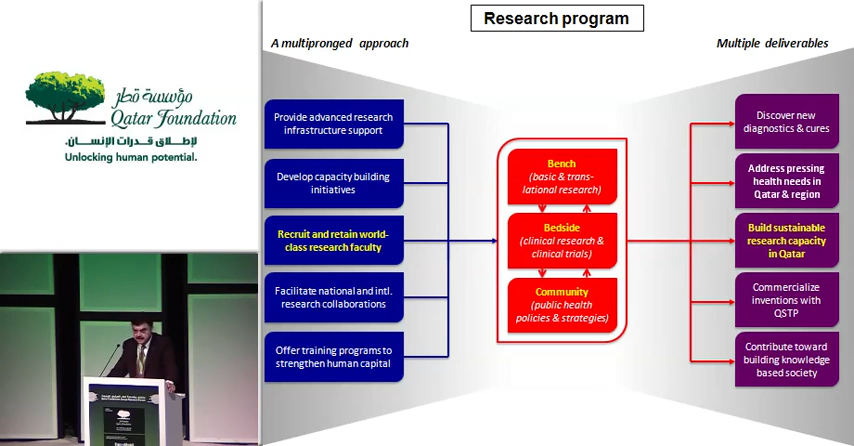 مؤسسة قطر
Qatar Foundation
لإطلاق قدرات الإنسان.
Unlocking human potential.
Research program
A multipronged approach
Multiple deliverables
Provide advanced research
infrastructure support
Develop capacity building
initiatives
Recruit and retain world-
class research faculty
Facilitate national and intl.
research collaborations
Offer training programs to
strengthen human capital
Bench
(basic & trans-
lational research)
Bedside
(clinical research &
clinical trials)
Community
(public health
policies & strategies)
Discover new
diagnostics & cures
Address pressing
health needs in
Qatar & region
Build sustainable
research capacity
in Qatar
Commercialize
inventions with
QSTP
Contribute toward
building knowledge
based society